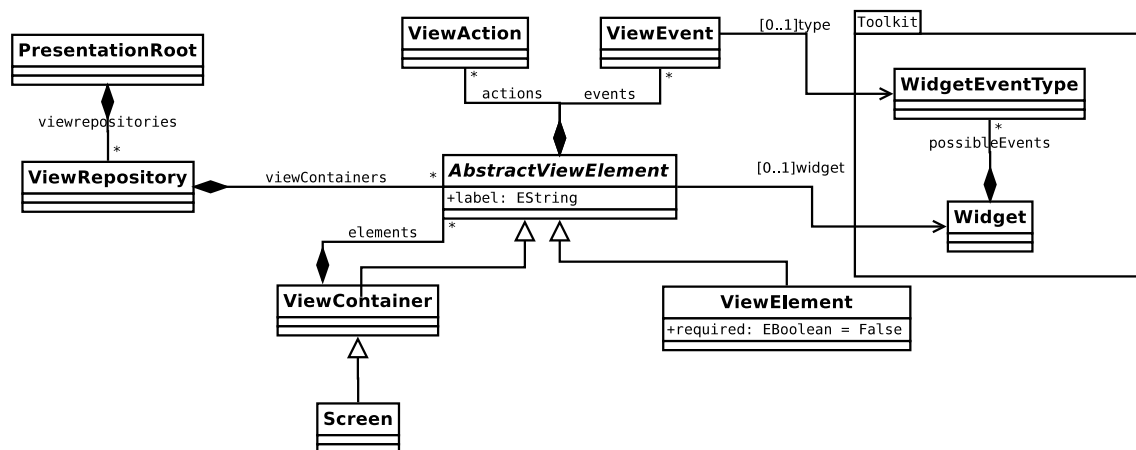 Toolkit
ViewAction
ViewEvent
[0..1]type
PresentationRoot
*
*
WidgetEventType
actions
events
viewrepositories
*
*
possibleEvents
ViewRepository
viewContainers
*
AbstractViewElement
[0..1]widget
+label: EString
Widget
elements
*
ViewContainer
ViewElement
+required: EBoolean = False
Screen